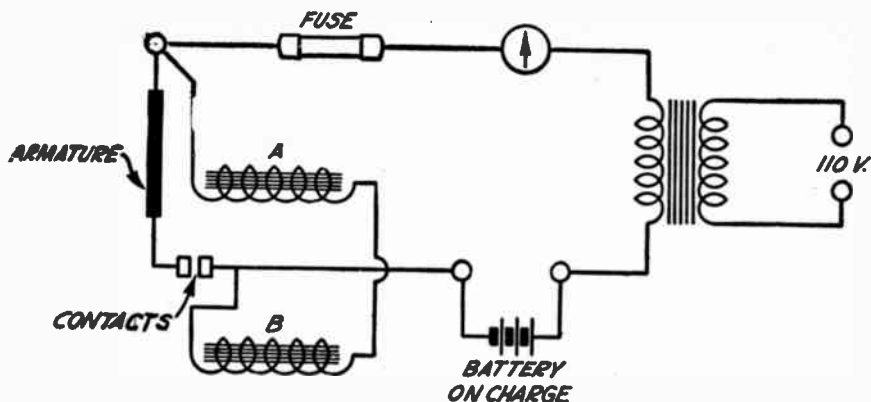 FUSE
ARMATURE
A
110 V.
CONTACTS
B
BATTERY
ON CHARGE